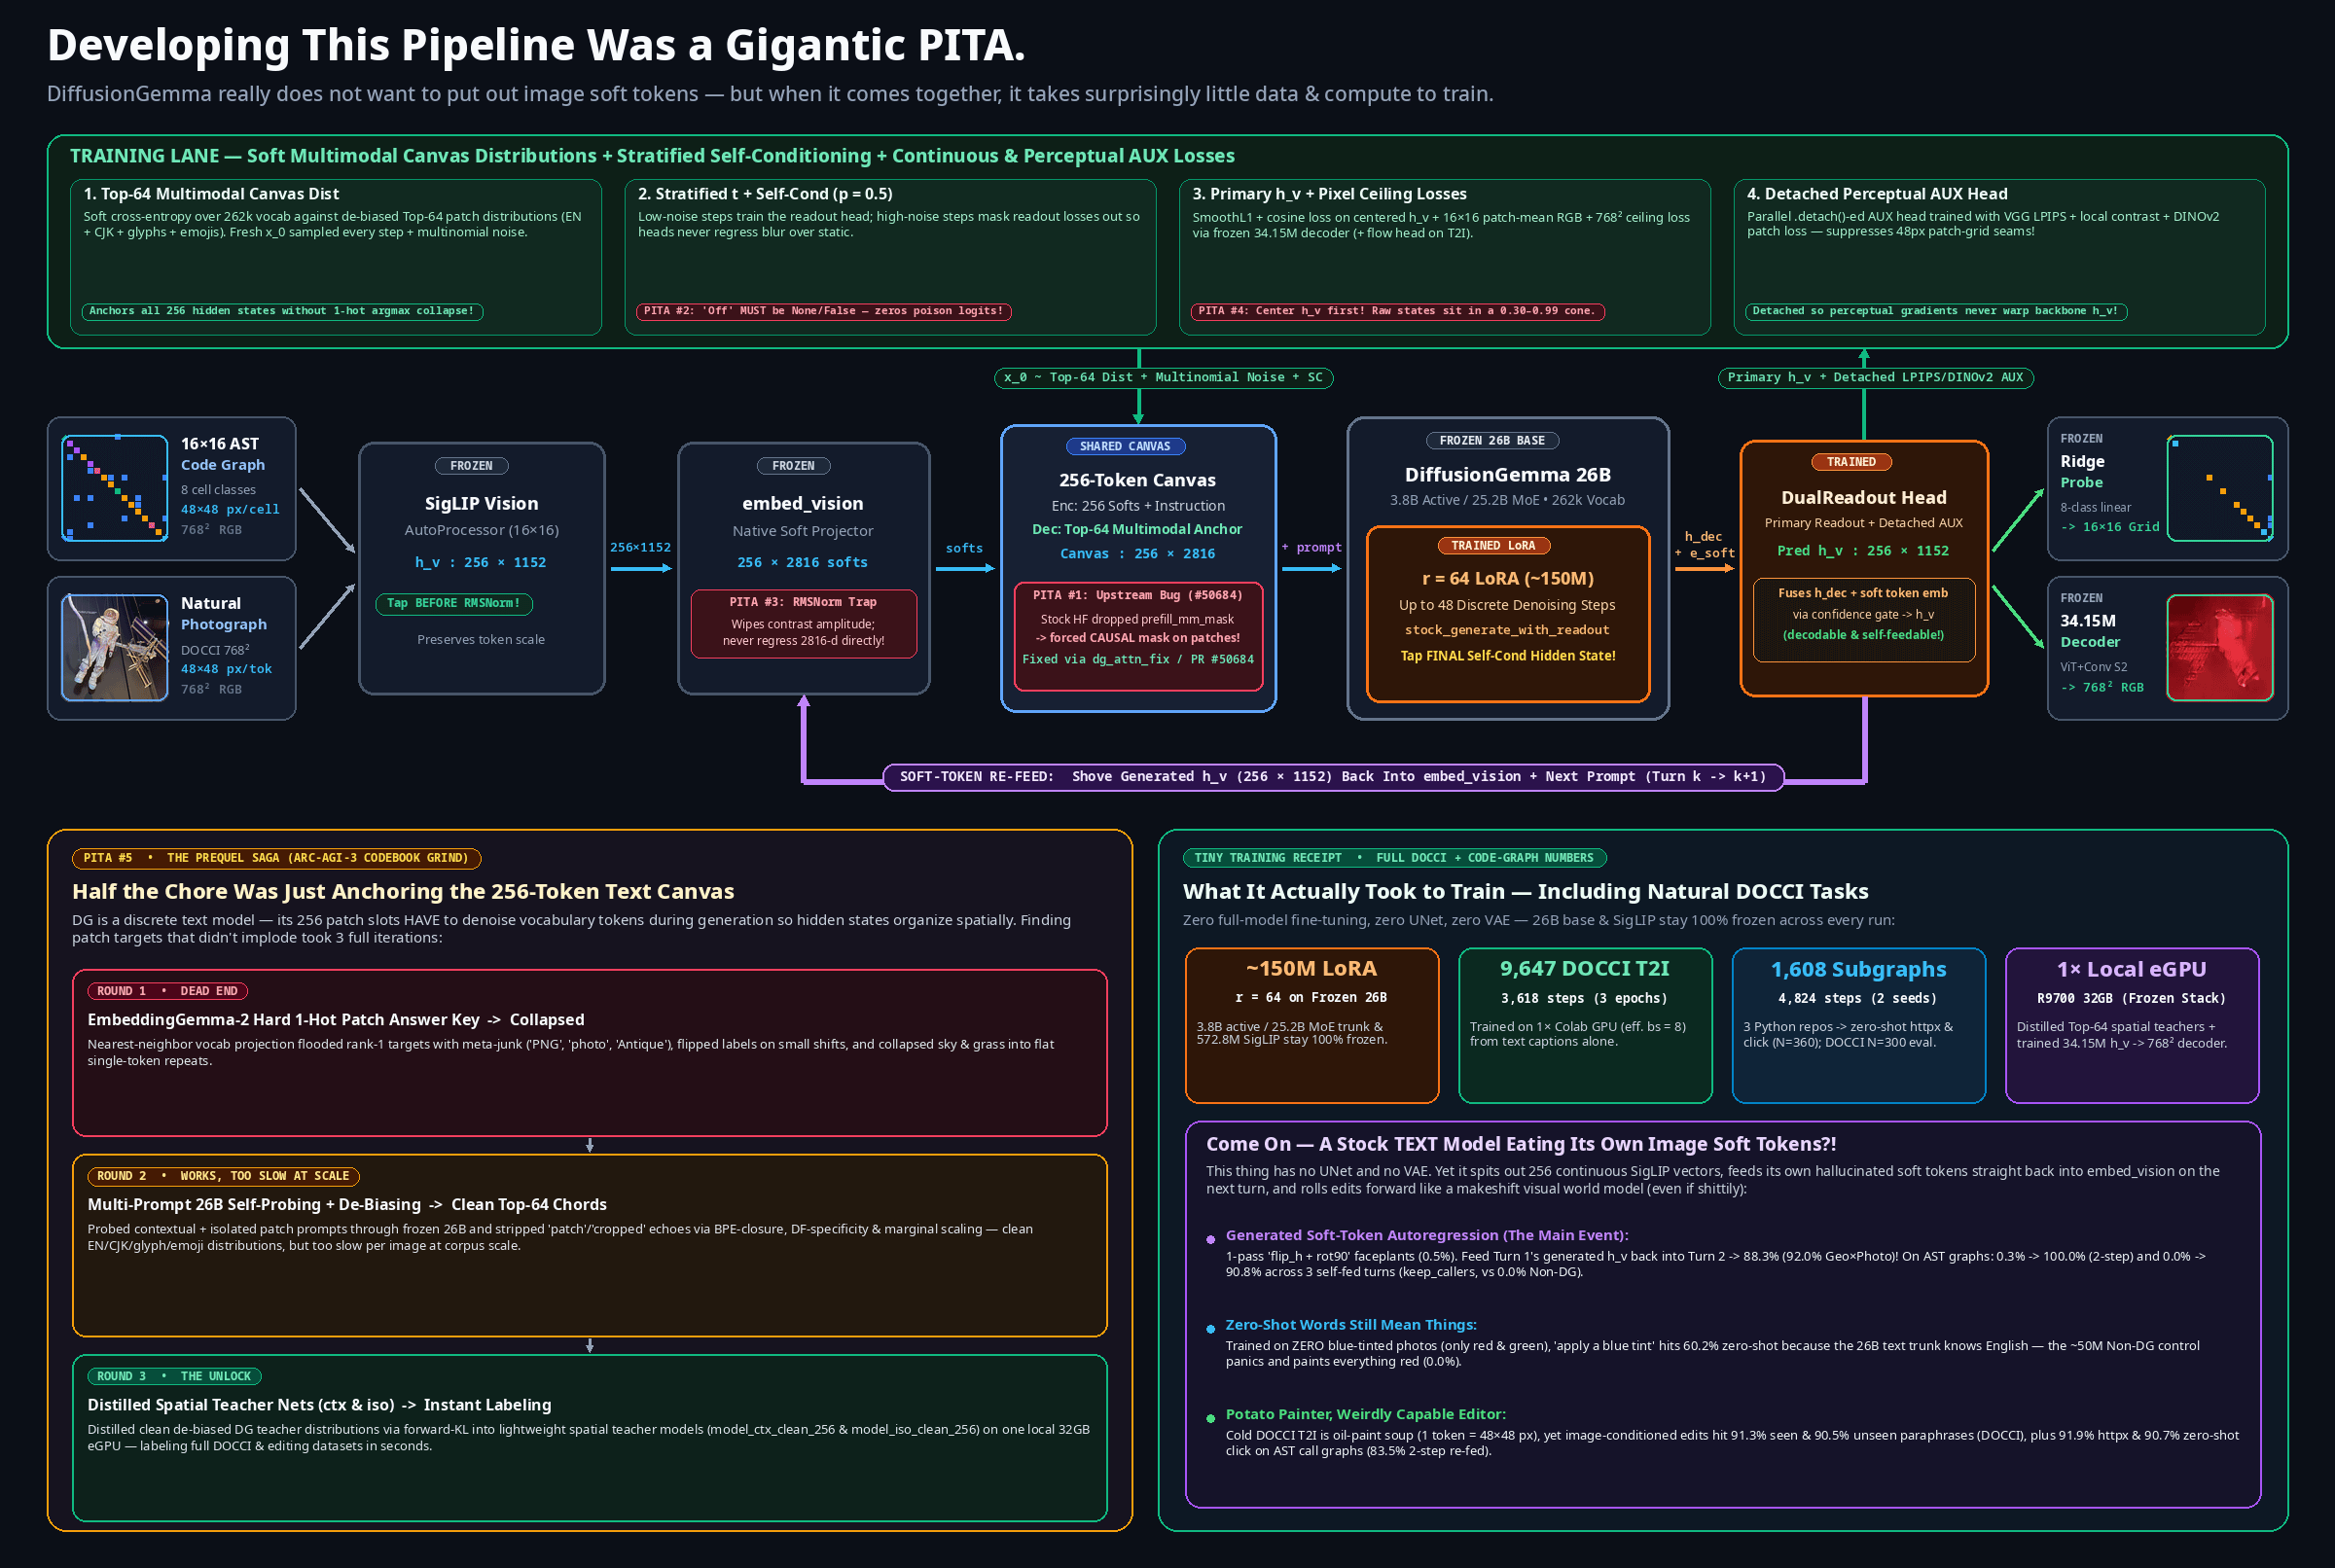 Developing This Pipeline Was a Gigantic PITA.
DiffusionGemma really does not want to put out image soft tokens — but when it comes together, it takes surprisingly little data & compute to train.
TRAINING LANE — Soft Multimodal Canvas Distributions + Stratified Self-Conditioning + Continuous & Perceptual AUX Losses
1. Top-64 Multimodal Canvas Dist
Soft cross-entropy over 262k vocab against de-biased Top-64 patch distributions (EN
+ CJK + glyphs + emojis). Fresh x_0 sampled every step + multinomial noise.
Anchors all 256 hidden states without 1-hot argmax collapse!
2. Stratified t + Self-Cond (p = 0.5)
Low-noise steps train the readout head; high-noise steps mask readout losses out so
heads never regress blur over static.
PITA #2: 'Off' MUST be None/False — zeros poison logits!
3. Primary h_v + Pixel Ceiling Losses
SmoothL1 + cosine loss on centered h_v + 16×16 patch-mean RGB + 768² ceiling loss
via frozen 34.15M decoder (+ flow head on T2I).
PITA #4: Center h_v first! Raw states sit in a 0.30–0.99 cone.
4. Detached Perceptual AUX Head
Parallel .detach()-ed AUX head trained with VGG LPIPS + local contrast + DINOv2
patch loss — suppresses 48px patch-grid seams!
Detached so perceptual gradients never warp backbone h_v!
x_0 ~ Top-64 Dist + Multinomial Noise + SC
Primary h_v + Detached LPIPS/DINOv2 AUX
16×16 AST
Code Graph
8 cell classes
48×48 px/cell
768² RGB
Natural
Photograph
DOCCI 768²
48×48 px/tok
768² RGB
FROZEN
SigLIP Vision
AutoProcessor (16×16)
h_v : 256 × 1152
Tap BEFORE RMSNorm!
Preserves token scale
256×1152
FROZEN
embed_vision
Native Soft Projector
256 × 2816 softs
PITA #3: RMSNorm Trap
Wipes contrast amplitude;
never regress 2816-d directly!
softs
SHARED CANVAS
256-Token Canvas
Enc: 256 Softs + Instruction
Dec: Top-64 Multimodal Anchor
Canvas : 256 × 2816
PITA #1: Upstream Bug (#50684)
Stock HF dropped prefill_mm_mask
-> forced CAUSAL mask on patches!
Fixed via dg_attn_fix / PR #50684
+ prompt
FROZEN 26B BASE
DiffusionGemma 26B
3.8B Active / 25.2B MoE • 262k Vocab
TRAINED LoRA
r = 64 LoRA (~150M)
Up to 48 Discrete Denoising Steps
stock_generate_with_readout
Tap FINAL Self-Cond Hidden State!
h_dec
+ e_soft
TRAINED
DualReadout Head
Primary Readout + Detached AUX
Pred h_v : 256 × 1152
Fuses h_dec + soft token emb
via confidence gate -> h_v
(decodable & self-feedable!)
FROZEN
Ridge
Probe
8-class linear
-> 16×16 Grid
FROZEN
34.15M
Decoder
ViT+Conv S2
-> 768² RGB
SOFT-TOKEN RE-FEED: Shove Generated h_v (256 × 1152) Back Into embed_vision + Next Prompt (Turn k -> k+1)
PITA #5 • THE PREQUEL SAGA (ARC-AGI-3 CODEBOOK GRIND)
Half the Chore Was Just Anchoring the 256-Token Text Canvas
DG is a discrete text model — its 256 patch slots HAVE to denoise vocabulary tokens during generation so hidden states organize spatially. Finding
patch targets that didn't implode took 3 full iterations:
ROUND 1 • DEAD END
EmbeddingGemma-2 Hard 1-Hot Patch Answer Key -> Collapsed
Nearest-neighbor vocab projection flooded rank-1 targets with meta-junk ('PNG', 'photo', 'Antique'), flipped labels on small shifts, and collapsed sky & grass into flat
single-token repeats.
ROUND 2 • WORKS, TOO SLOW AT SCALE
Multi-Prompt 26B Self-Probing + De-Biasing -> Clean Top-64 Chords
Probed contextual + isolated patch prompts through frozen 26B and stripped 'patch'/'cropped' echoes via BPE-closure, DF-specificity & marginal scaling — clean
EN/CJK/glyph/emoji distributions, but too slow per image at corpus scale.
ROUND 3 • THE UNLOCK
Distilled Spatial Teacher Nets (ctx & iso) -> Instant Labeling
Distilled clean de-biased DG teacher distributions via forward-KL into lightweight spatial teacher models (model_ctx_clean_256 & model_iso_clean_256) on one local 32GB
eGPU — labeling full DOCCI & editing datasets in seconds.
TINY TRAINING RECEIPT • FULL DOCCI + CODE-GRAPH NUMBERS
What It Actually Took to Train — Including Natural DOCCI Tasks
Zero full-model fine-tuning, zero UNet, zero VAE — 26B base & SigLIP stay 100% frozen across every run:
~150M LoRA
r = 64 on Frozen 26B
3.8B active / 25.2B MoE trunk &
572.8M SigLIP stay 100% frozen.
9,647 DOCCI T2I
3,618 steps (3 epochs)
Trained on 1× Colab GPU (eff. bs = 8)
from text captions alone.
1,608 Subgraphs
4,824 steps (2 seeds)
3 Python repos -> zero-shot httpx &
click (N=360); DOCCI N=300 eval.
1× Local eGPU
R9700 32GB (Frozen Stack)
Distilled Top-64 spatial teachers +
trained 34.15M h_v -> 768² decoder.
Come On — A Stock TEXT Model Eating Its Own Image Soft Tokens?!
This thing has no UNet and no VAE. Yet it spits out 256 continuous SigLIP vectors, feeds its own hallucinated soft tokens straight back into embed_vision on the
next turn, and rolls edits forward like a makeshift visual world model (even if shittily):
Generated Soft-Token Autoregression (The Main Event):
1-pass 'flip_h + rot90' faceplants (0.5%). Feed Turn 1's generated h_v back into Turn 2 -> 88.3% (92.0% Geo×Photo)! On AST graphs: 0.3% -> 100.0% (2-step) and 0.0% ->
90.8% across 3 self-fed turns (keep_callers, vs 0.0% Non-DG).
Zero-Shot Words Still Mean Things:
Trained on ZERO blue-tinted photos (only red & green), 'apply a blue tint' hits 60.2% zero-shot because the 26B text trunk knows English — the ~50M Non-DG control
panics and paints everything red (0.0%).
Potato Painter, Weirdly Capable Editor:
Cold DOCCI T2I is oil-paint soup (1 token = 48×48 px), yet image-conditioned edits hit 91.3% seen & 90.5% unseen paraphrases (DOCCI), plus 91.9% httpx & 90.7% zero-shot
click on AST call graphs (83.5% 2-step re-fed).